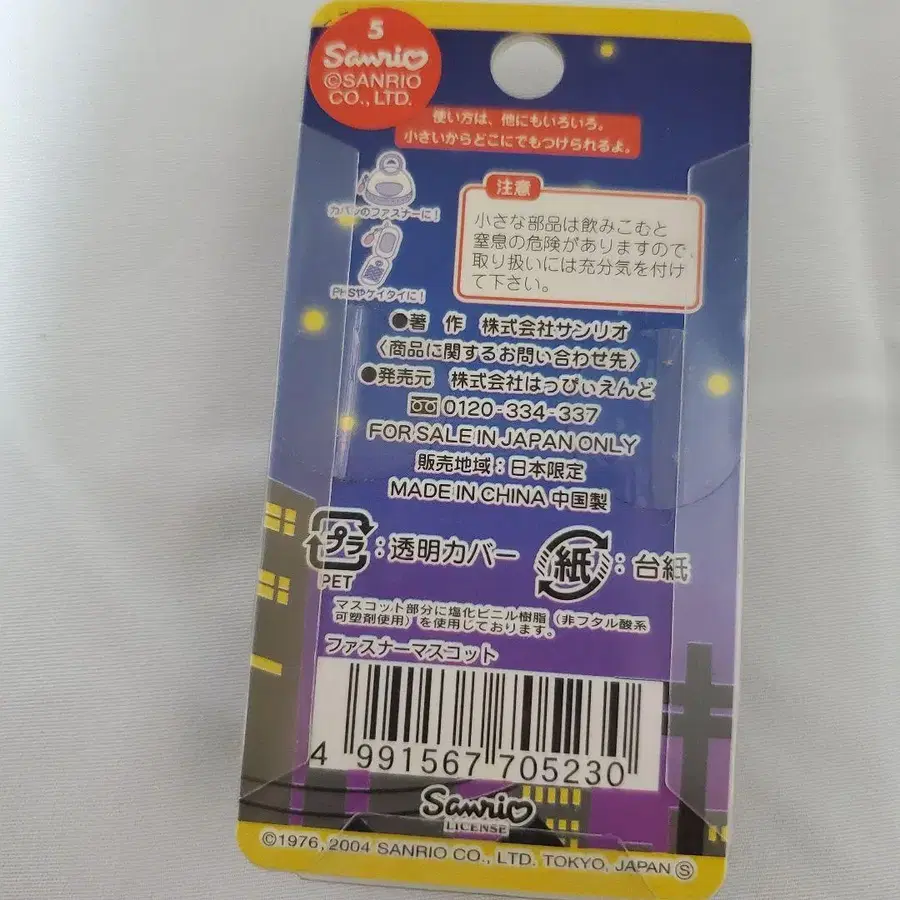 5
Sanrio
©SANRIO
CO., LTD.
使い方は、他にもいろいろ。
小さいからどこにでもつけられるよ。
カバンのファスナーに!
PHSやケイタイに!
注意
小さな部品は飲みこむと
窒息の危険がありますので、
取り扱いには充分気を付け
て下さい。
●著 作 株式会社サンリオ
〈商品に関するお問い合わせ先〉
●発売元 株式会社はっぴぃえんど
0120-334-337
FOR SALE IN JAPAN ONLY
販売地域:日本限定
MADE IN CHINA 中国製
プラ:透明カバー
PET
紙:台紙
マスコット部分に塩化ビニル樹脂(非フタル酸系
可塑剤使用)を使用しております。
ファスナーマスコット
4 991567 705230
Sanrio
LICENSE
©1976, 2004 SANRIO CO., LTD. TOKYO, JAPAN Ⓢ